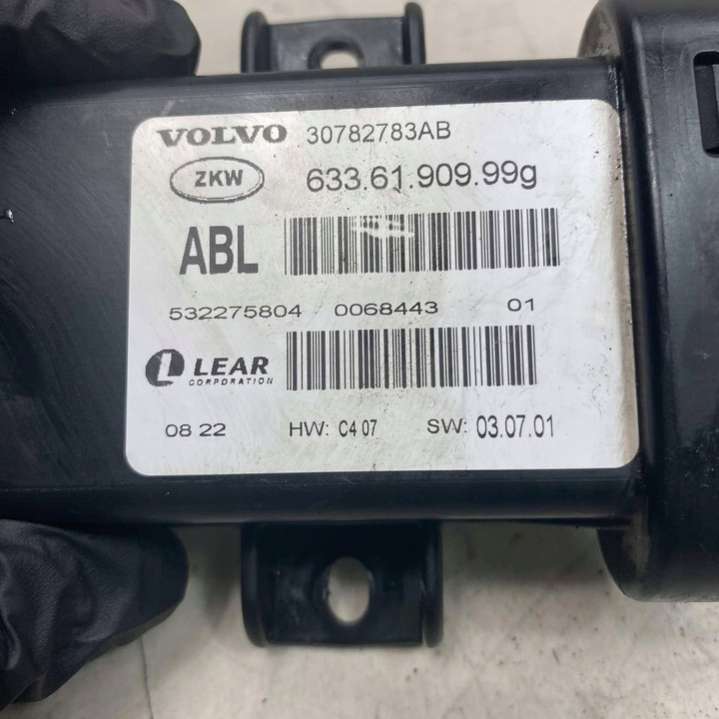 VOLVO 30782783AB
ZKW 633.61.909.99g
ABL
532275804 0068443 01
LEAR
CORPORATION
08 22 HW: C4 07 SW: 03.07.01